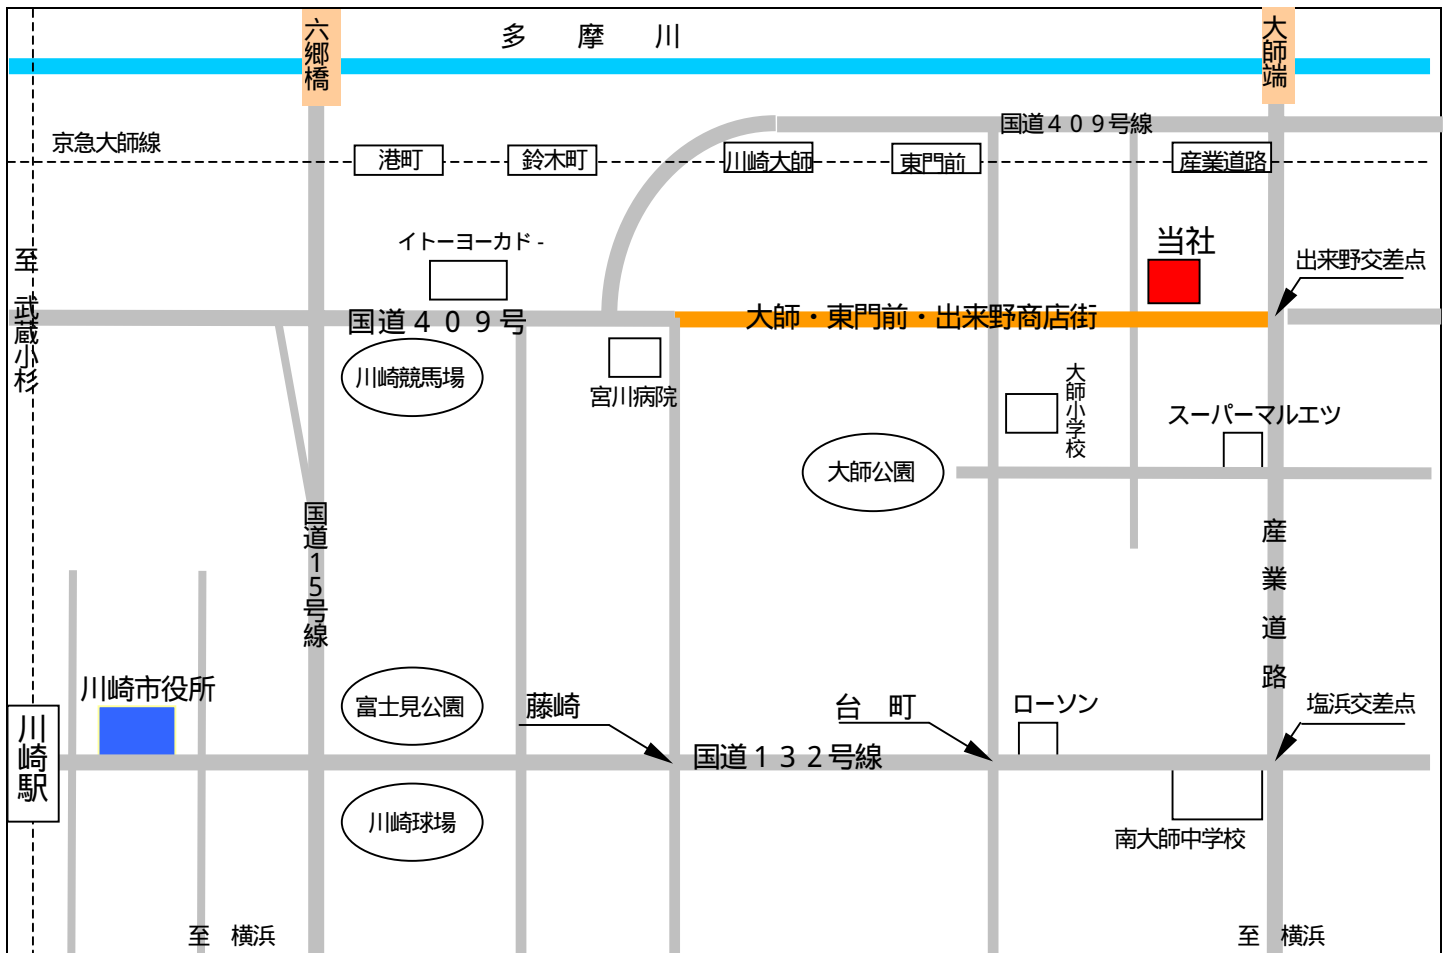 多　摩　川
六郷橋
大師端
国道４０９号線
京急大師線
港町
鈴木町
川崎大師
東門前
産業道路
イトーヨーカド-
当社
出来野交差点
至　武蔵小杉
国道４０９号
大師・東門前・出来野商店街
川崎競馬場
宮川病院
大師小学校
スーパーマルエツ
大師公園
国道15号線
産業道路
川崎市役所
富士見公園
藤崎
台　町
ローソン
塩浜交差点
川崎駅
国道１３２号線
川崎球場
南大師中学校
至　横浜
至　横浜